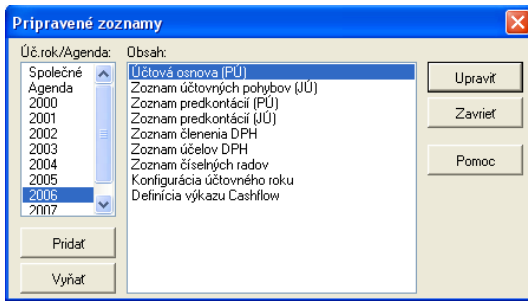 Pripravené zoznamy
Úč.rok/Agenda:
Společné
Agenda
2000
2001
2002
2003
2004
2005
2006
2007
Obsah:
Účtová osnova (PÚ)
Zoznam účtovných pohybov (JÚ)
Zoznam predkontácií (PÚ)
Zoznam predkontácií (JÚ)
Zoznam členenia DPH
Zoznam účelov DPH
Zoznam číselných radov
Konfigurácia účtovného roku
Definícia výkazu Cashflow
Upraviť
Zavrieť
Pomoc
Pridať
Vyňať